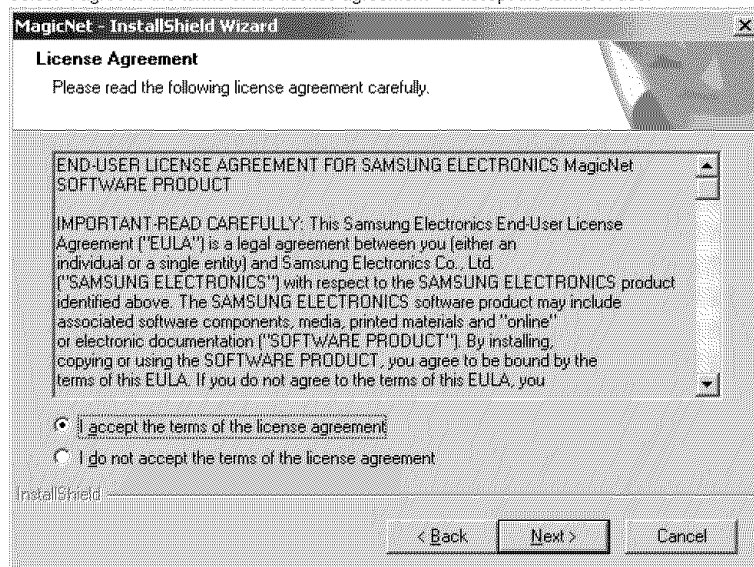 MagicNet - InstallShield Wizard
License Agreement
Please read the following license agreement carefully.
END-USER LICENSE AGREEMENT FOR SAMSUNG ELECTRONICS MagicNet
SOFTWARE PRODUCT
IMPORTANT-READ CAREFULLY: This Samsung Electronics End-User License
Agreement ("EULA") is a legal agreement between you (either an
individual or a single entity) and Samsung Electronics Co., Ltd.
("SAMSUNG ELECTRONICS") with respect to the SAMSUNG ELECTRONICS product
identified above. The SAMSUNG ELECTRONICS software product may include
associated software components, media, printed materials and "online"
or electronic documentation ("SOFTWARE PRODUCT"). By installing,
copying or using the SOFTWARE PRODUCT, you agree to be bound by the
terms of this EULA. If you do not agree to the terms of this EULA, you
I accept the terms of the license agreement
I do not accept the terms of the license agreement
InstallShield
< Back Next > Cancel